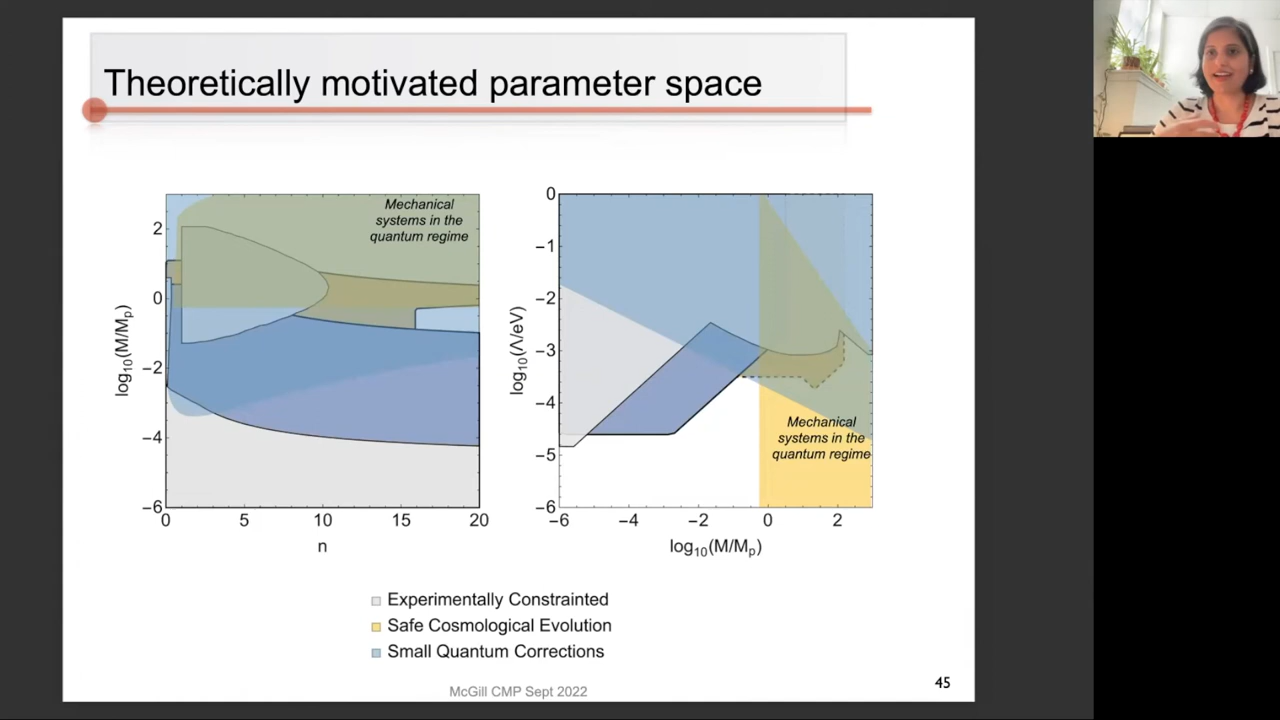 Theoretically motivated parameter space
Mechanical
systems in the
quantum regime
2
0
−2
−4
−6
log10(M/Mp)
0
5
10
15
20
n
0
−1
−2
−3
−4
−5
−6
log10(Λ/eV)
Mechanical
systems in the
quantum regime
−6
−4
−2
0
2
log10(M/Mp)
Experimentally Constrainted
Safe Cosmological Evolution
Small Quantum Corrections
McGill CMP Sept 2022
45